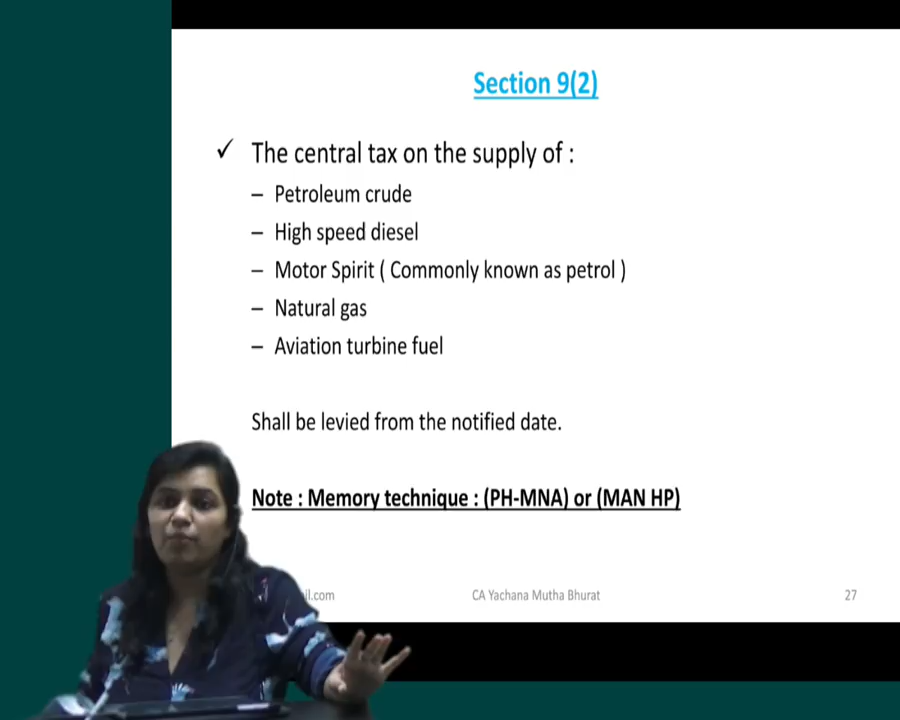 Section 9(2)
✓ The central tax on the supply of :
– Petroleum crude
– High speed diesel
– Motor Spirit ( Commonly known as petrol )
– Natural gas
– Aviation turbine fuel
Shall be levied from the notified date.
Note : Memory technique : (PH-MNA) or (MAN HP)
il.com CA Yachana Mutha Bhurat 27